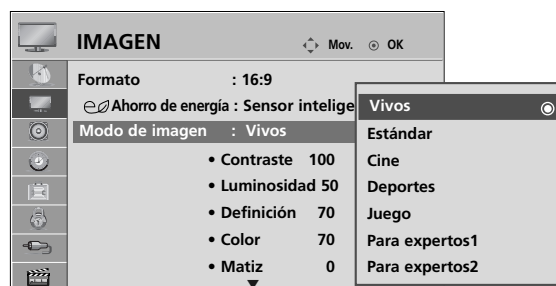 IMAGEN Mov. OK
Formato : 16:9
Ahorro de energía : Sensor intelige
Modo de imagen : Vivos
• Contraste 100
• Luminosidad 50
• Definición 70
• Color 70
• Matiz 0
Vivos
Estándar
Cine
Deportes
Juego
Para expertos1
Para expertos2